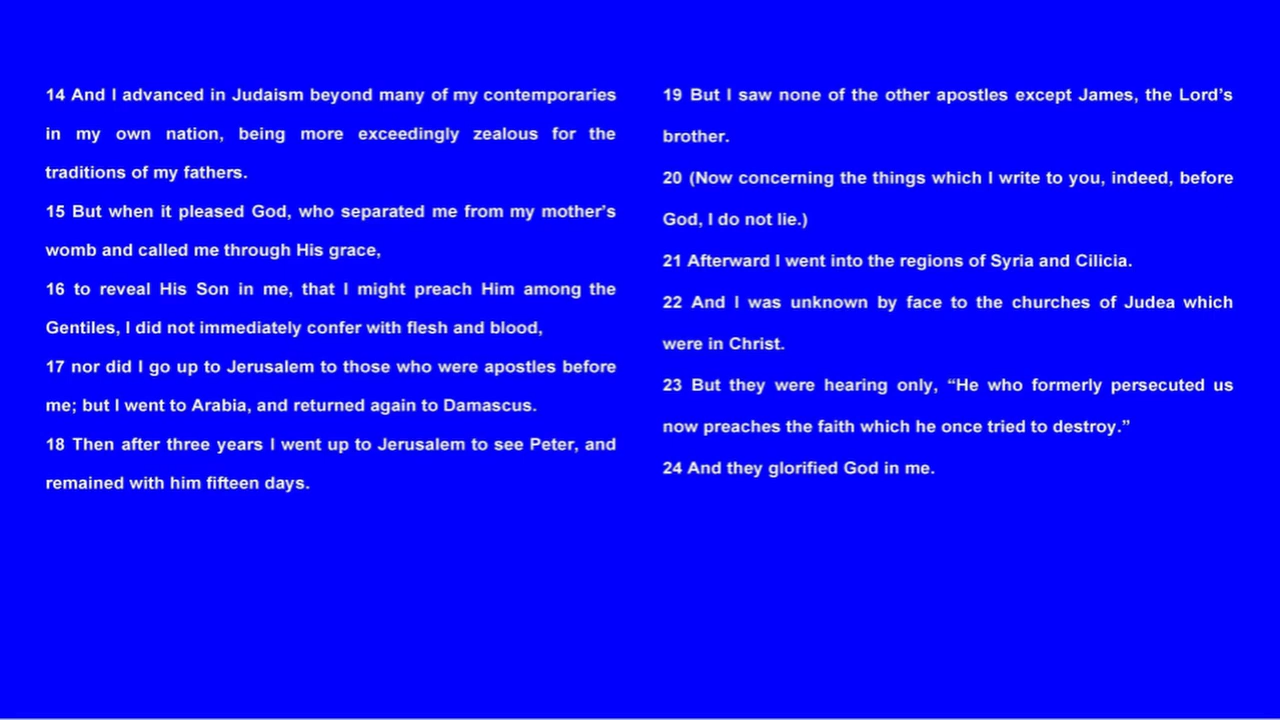 14 And I advanced in Judaism beyond many of my contemporaries
in my own nation, being more exceedingly zealous for the
traditions of my fathers.
15 But when it pleased God, who separated me from my mother’s
womb and called me through His grace,
16 to reveal His Son in me, that I might preach Him among the
Gentiles, I did not immediately confer with flesh and blood,
17 nor did I go up to Jerusalem to those who were apostles before
me; but I went to Arabia, and returned again to Damascus.
18 Then after three years I went up to Jerusalem to see Peter, and
remained with him fifteen days.
19 But I saw none of the other apostles except James, the Lord’s
brother.
20 (Now concerning the things which I write to you, indeed, before
God, I do not lie.)
21 Afterward I went into the regions of Syria and Cilicia.
22 And I was unknown by face to the churches of Judea which
were in Christ.
23 But they were hearing only, “He who formerly persecuted us
now preaches the faith which he once tried to destroy.”
24 And they glorified God in me.